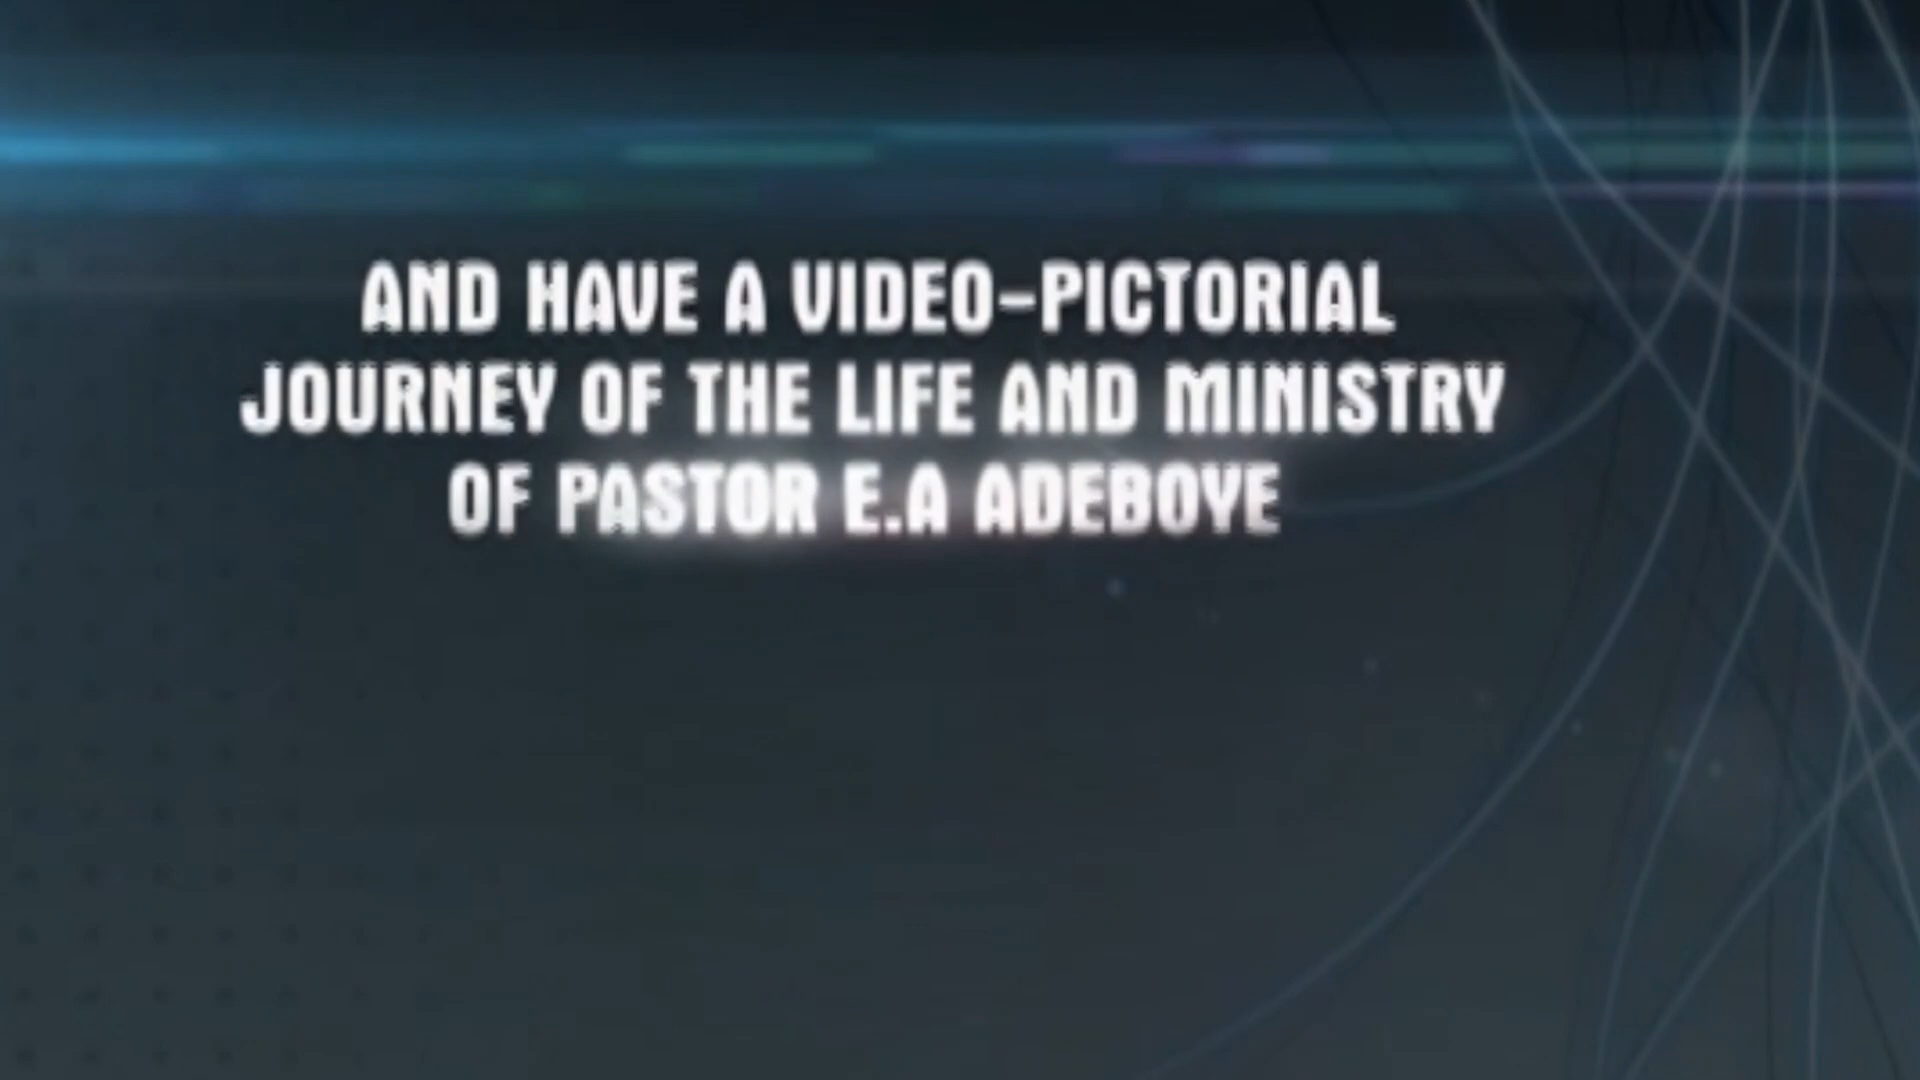 AND HAVE A VIDEO-PICTORIAL
JOURNEY OF THE LIFE AND MINISTRY
OF PASTOR E.A ADEBOYE